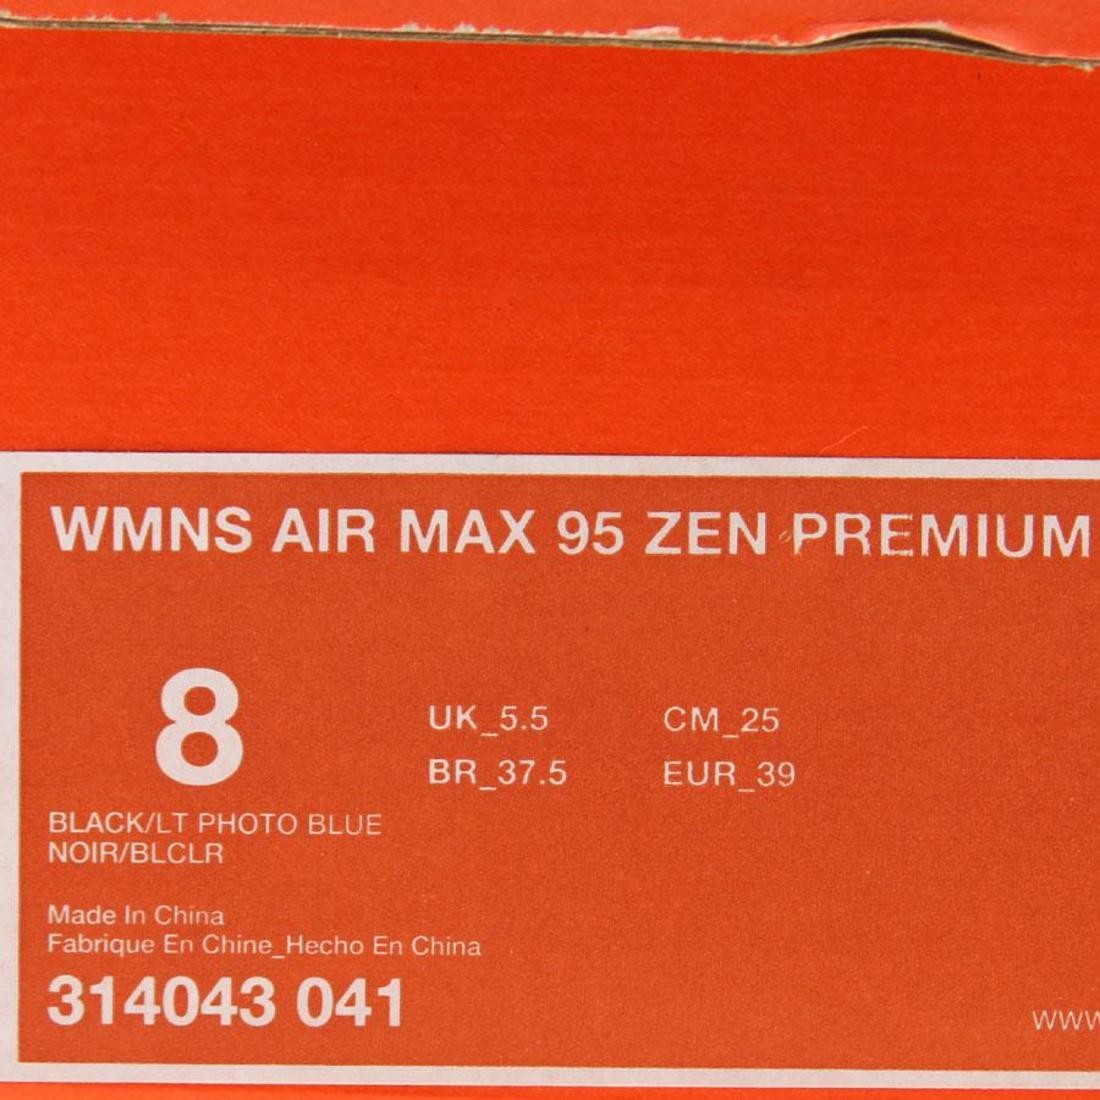 WMNS AIR MAX 95 ZEN PREMIUM
8
UK_5.5 CM_25
BR_37.5 EUR_39
BLACK/LT PHOTO BLUE
NOIR/BLCLR
Made In China
Fabrique En Chine_Hecho En China
314043 041
www